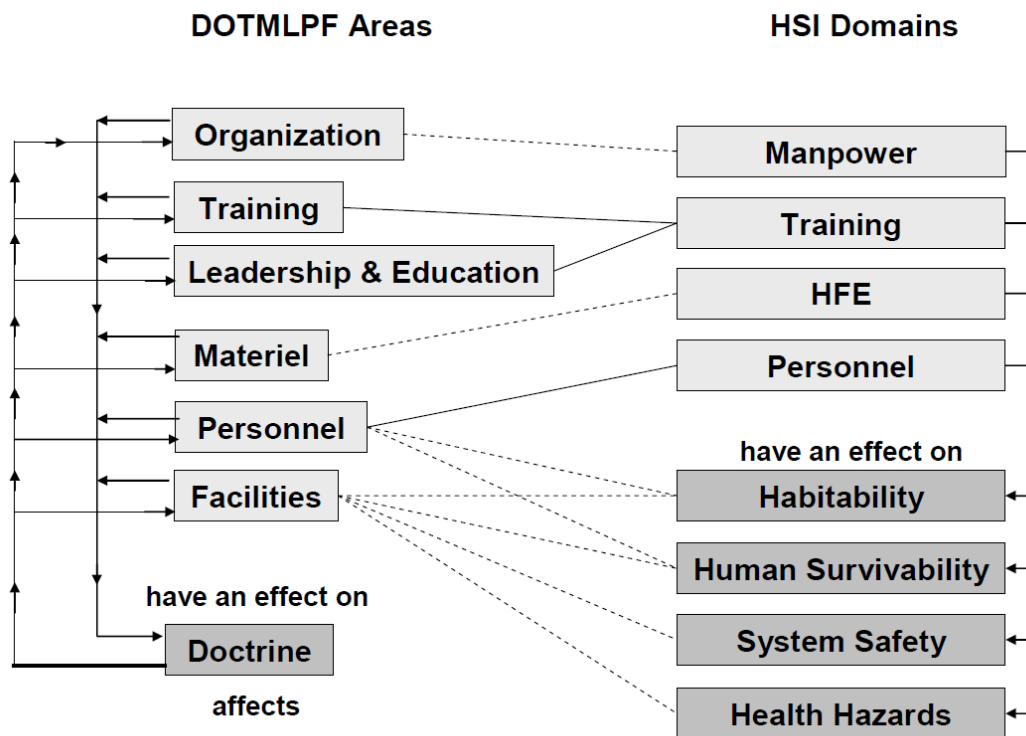 DOTMLPF Areas
HSI Domains
Organization
Training
Leadership & Education
Materiel
Personnel
Facilities
have an effect on
Doctrine
affects
Manpower
Training
HFE
Personnel
have an effect on
Habitability
Human Survivability
System Safety
Health Hazards